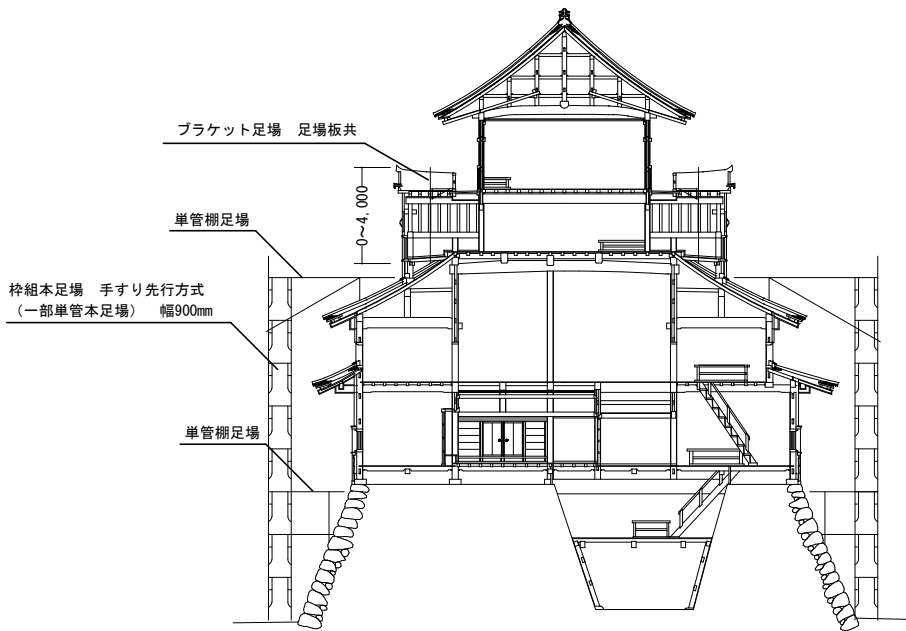 ブラケット足場　足場板共
0～4,000
単管棚足場
枠組本足場　手すり先行方式
（一部単管本足場）　幅900mm
単管棚足場